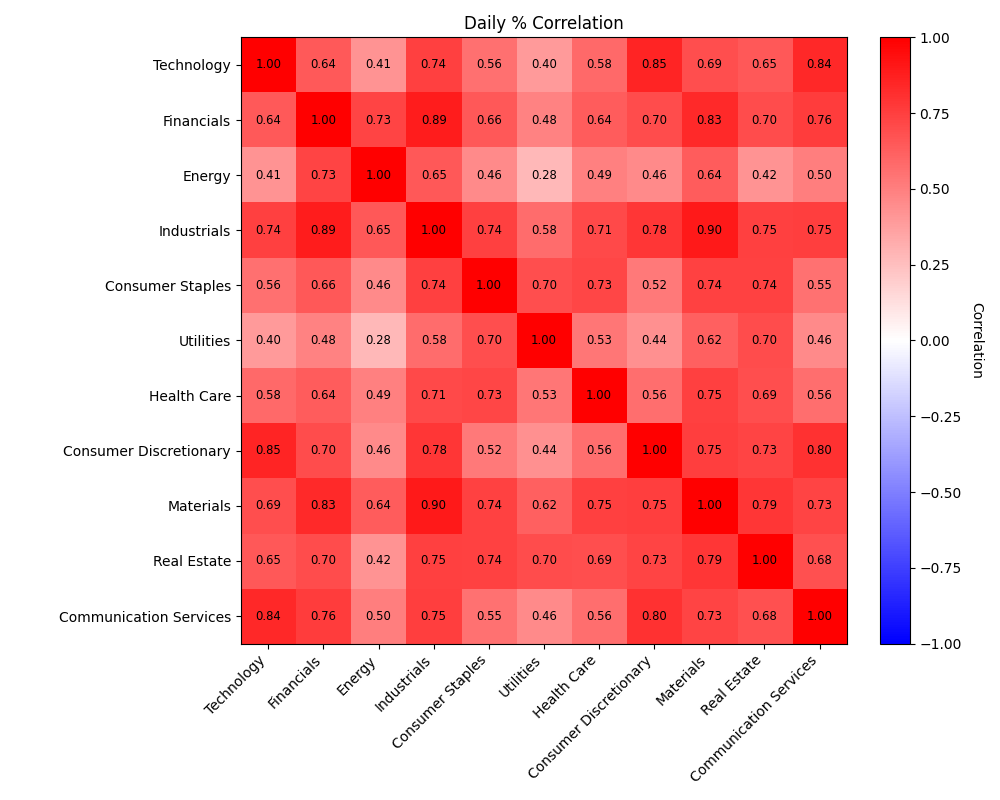 Daily % Correlation
Technology 1.00 0.64 0.41 0.74 0.56 0.40 0.58 0.85 0.69 0.65 0.84
Financials 0.64 1.00 0.73 0.89 0.66 0.48 0.64 0.70 0.83 0.70 0.76
Energy 0.41 0.73 1.00 0.65 0.46 0.28 0.49 0.46 0.64 0.42 0.50
Industrials 0.74 0.89 0.65 1.00 0.74 0.58 0.71 0.78 0.90 0.75 0.75
Consumer Staples 0.56 0.66 0.46 0.74 1.00 0.70 0.73 0.52 0.74 0.74 0.55
Utilities 0.40 0.48 0.28 0.58 0.70 1.00 0.53 0.44 0.62 0.70 0.46
Health Care 0.58 0.64 0.49 0.71 0.73 0.53 1.00 0.56 0.75 0.69 0.56
Consumer Discretionary 0.85 0.70 0.46 0.78 0.52 0.44 0.56 1.00 0.75 0.73 0.80
Materials 0.69 0.83 0.64 0.90 0.74 0.62 0.75 0.75 1.00 0.79 0.73
Real Estate 0.65 0.70 0.42 0.75 0.74 0.70 0.69 0.73 0.79 1.00 0.68
Communication Services 0.84 0.76 0.50 0.75 0.55 0.46 0.56 0.80 0.73 0.68 1.00
Technology
Financials
Energy
Industrials
Consumer Staples
Utilities
Health Care
Consumer Discretionary
Materials
Real Estate
Communication Services
1.00
0.75
0.50
0.25
0.00
−0.25
−0.50
−0.75
−1.00
Correlation